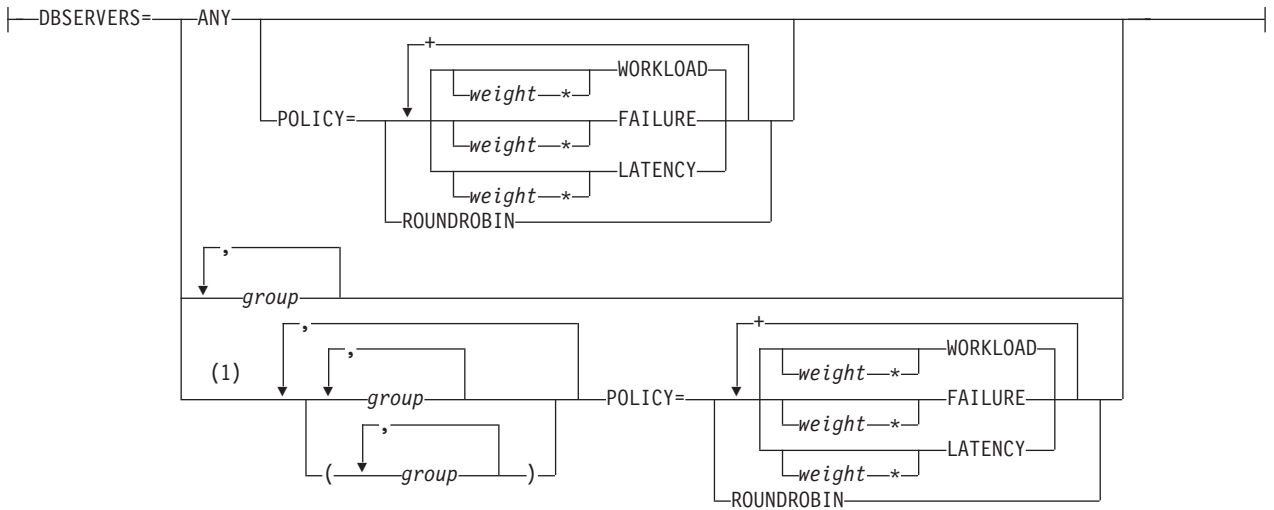 DBSERVERS= ANY
+
WORKLOAD
weight *
POLICY= FAILURE
weight *
LATENCY
weight *
ROUNDROBIN
,
group
, +
, WORKLOAD
(1) weight *
group POLICY= FAILURE
, weight *
LATENCY
( group ) weight *
ROUNDROBIN